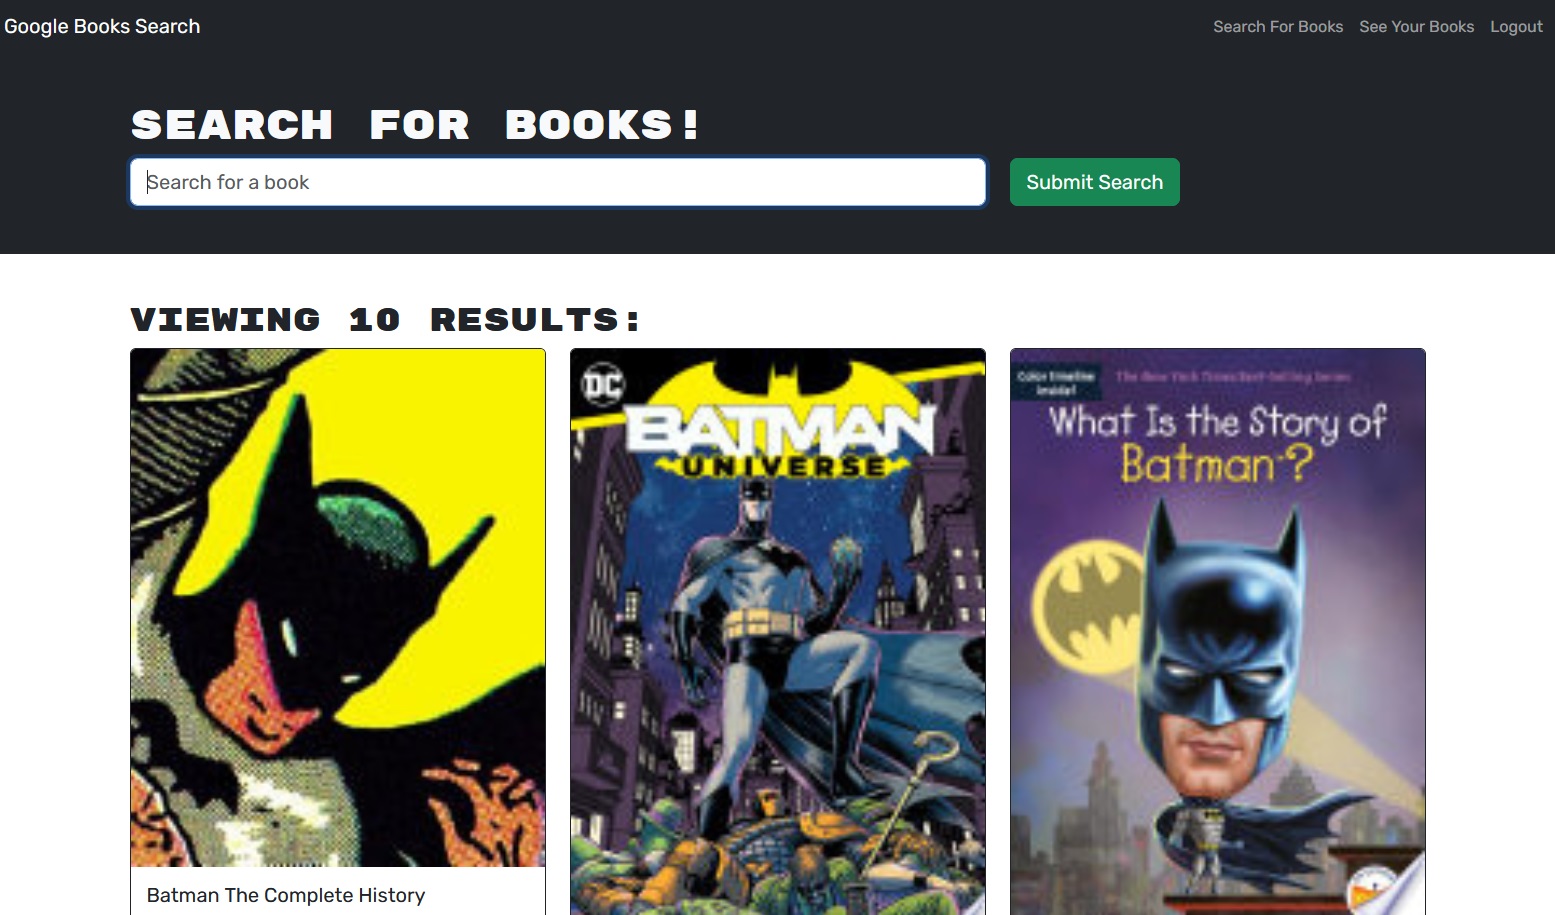 Google Books Search
Search For Books
See Your Books
Logout
SEARCH FOR BOOKS!
Search for a book
Submit Search
VIEWING 10 RESULTS:
DC
BATMAN
UNIVERSE
Color timeline
inside!
The New York Times Best-Selling Series
What Is the Story of
Batman?
Batman The Complete History